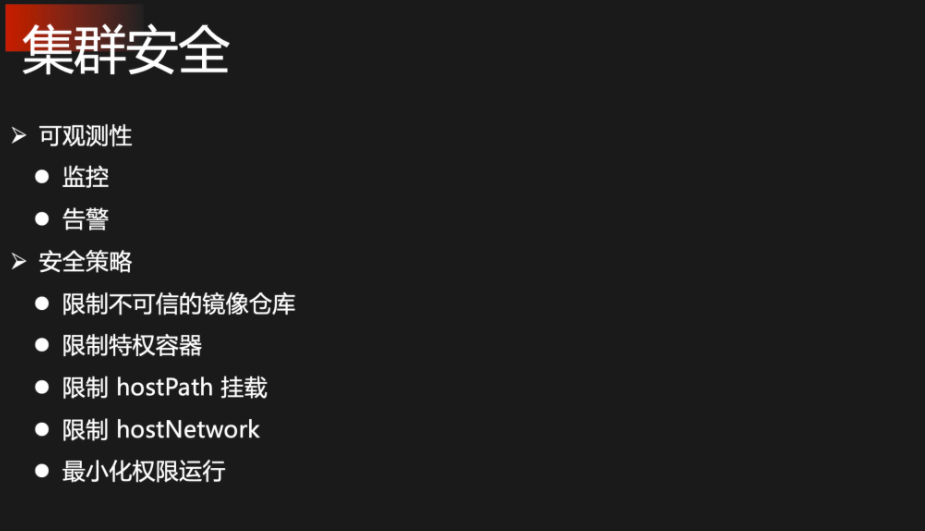 集群安全
➢ 可观测性
● 监控
● 告警
➢ 安全策略
● 限制不可信的镜像仓库
● 限制特权容器
● 限制 hostPath 挂载
● 限制 hostNetwork
● 最小化权限运行